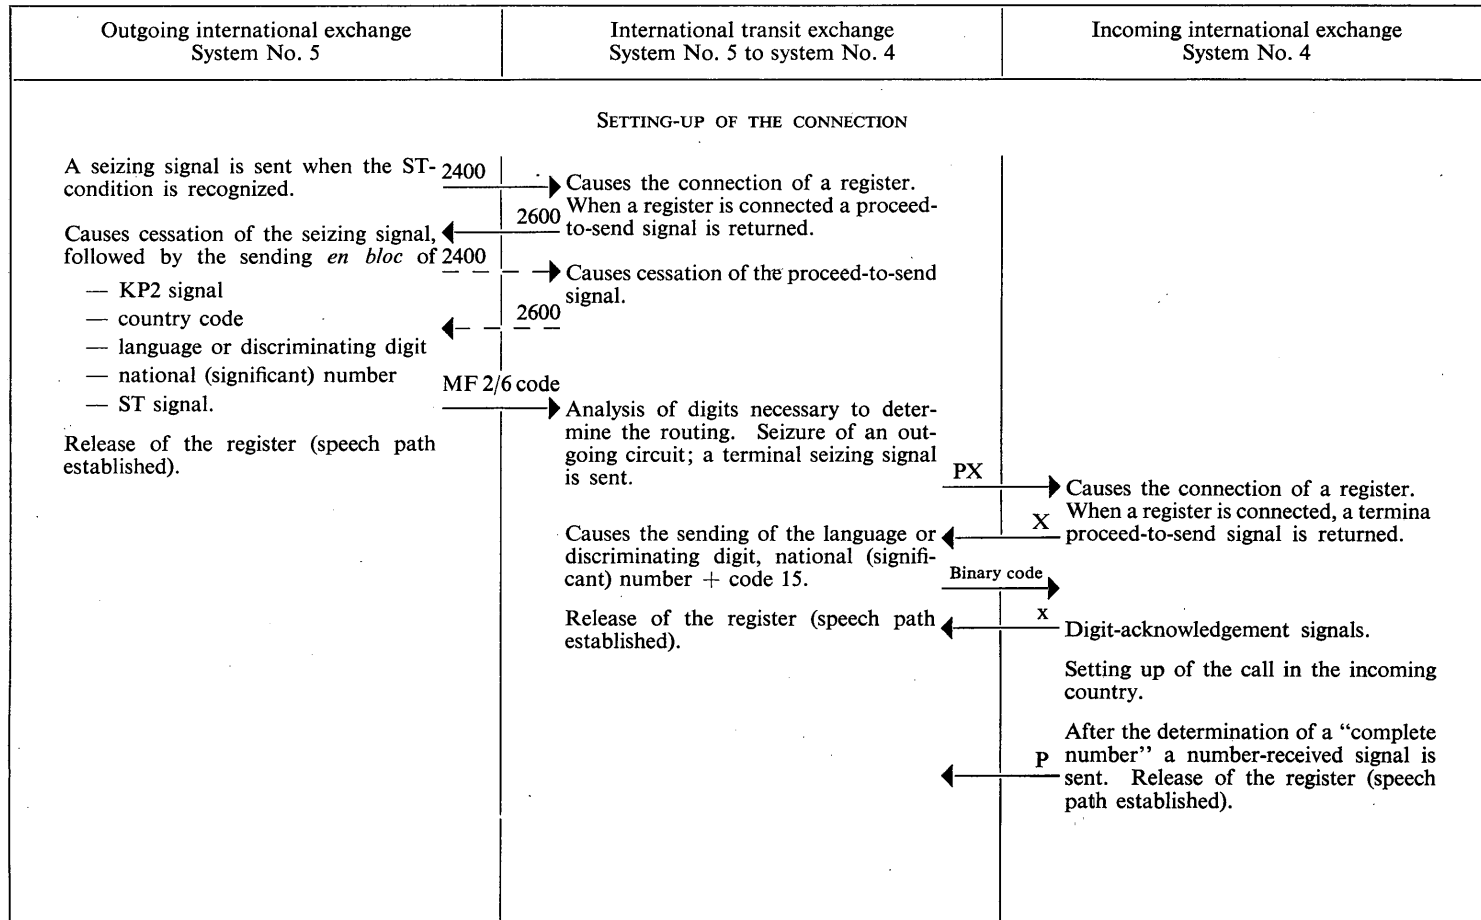 Outgoing international exchange
System No. 5
International transit exchange
System No. 5 to system No. 4
Incoming international exchange
System No. 4
SETTING-UP OF THE CONNECTION
A seizing signal is sent when the ST-
condition is recognized.
2400
Causes the connection of a register.
When a register is connected a proceed-
to-send signal is returned.
2600
Causes cessation of the seizing signal,
followed by the sending en bloc of
— KP2 signal
— country code
— language or discriminating digit
— national (significant) number
— ST signal.
2400
Causes cessation of the proceed-to-send
signal.
2600
MF 2/6 code
Release of the register (speech path
established).
Analysis of digits necessary to deter-
mine the routing. Seizure of an out-
going circuit; a terminal seizing signal
is sent.
PX
Causes the connection of a register.
When a register is connected, a termina
proceed-to-send signal is returned.
X
Causes the sending of the language or
discriminating digit, national (signifi-
cant) number + code 15.
Binary code
Release of the register (speech path
established).
x
Digit-acknowledgement signals.
Setting up of the call in the incoming
country.
After the determination of a “complete
number” a number-received signal is
sent. Release of the register (speech
path established).
P